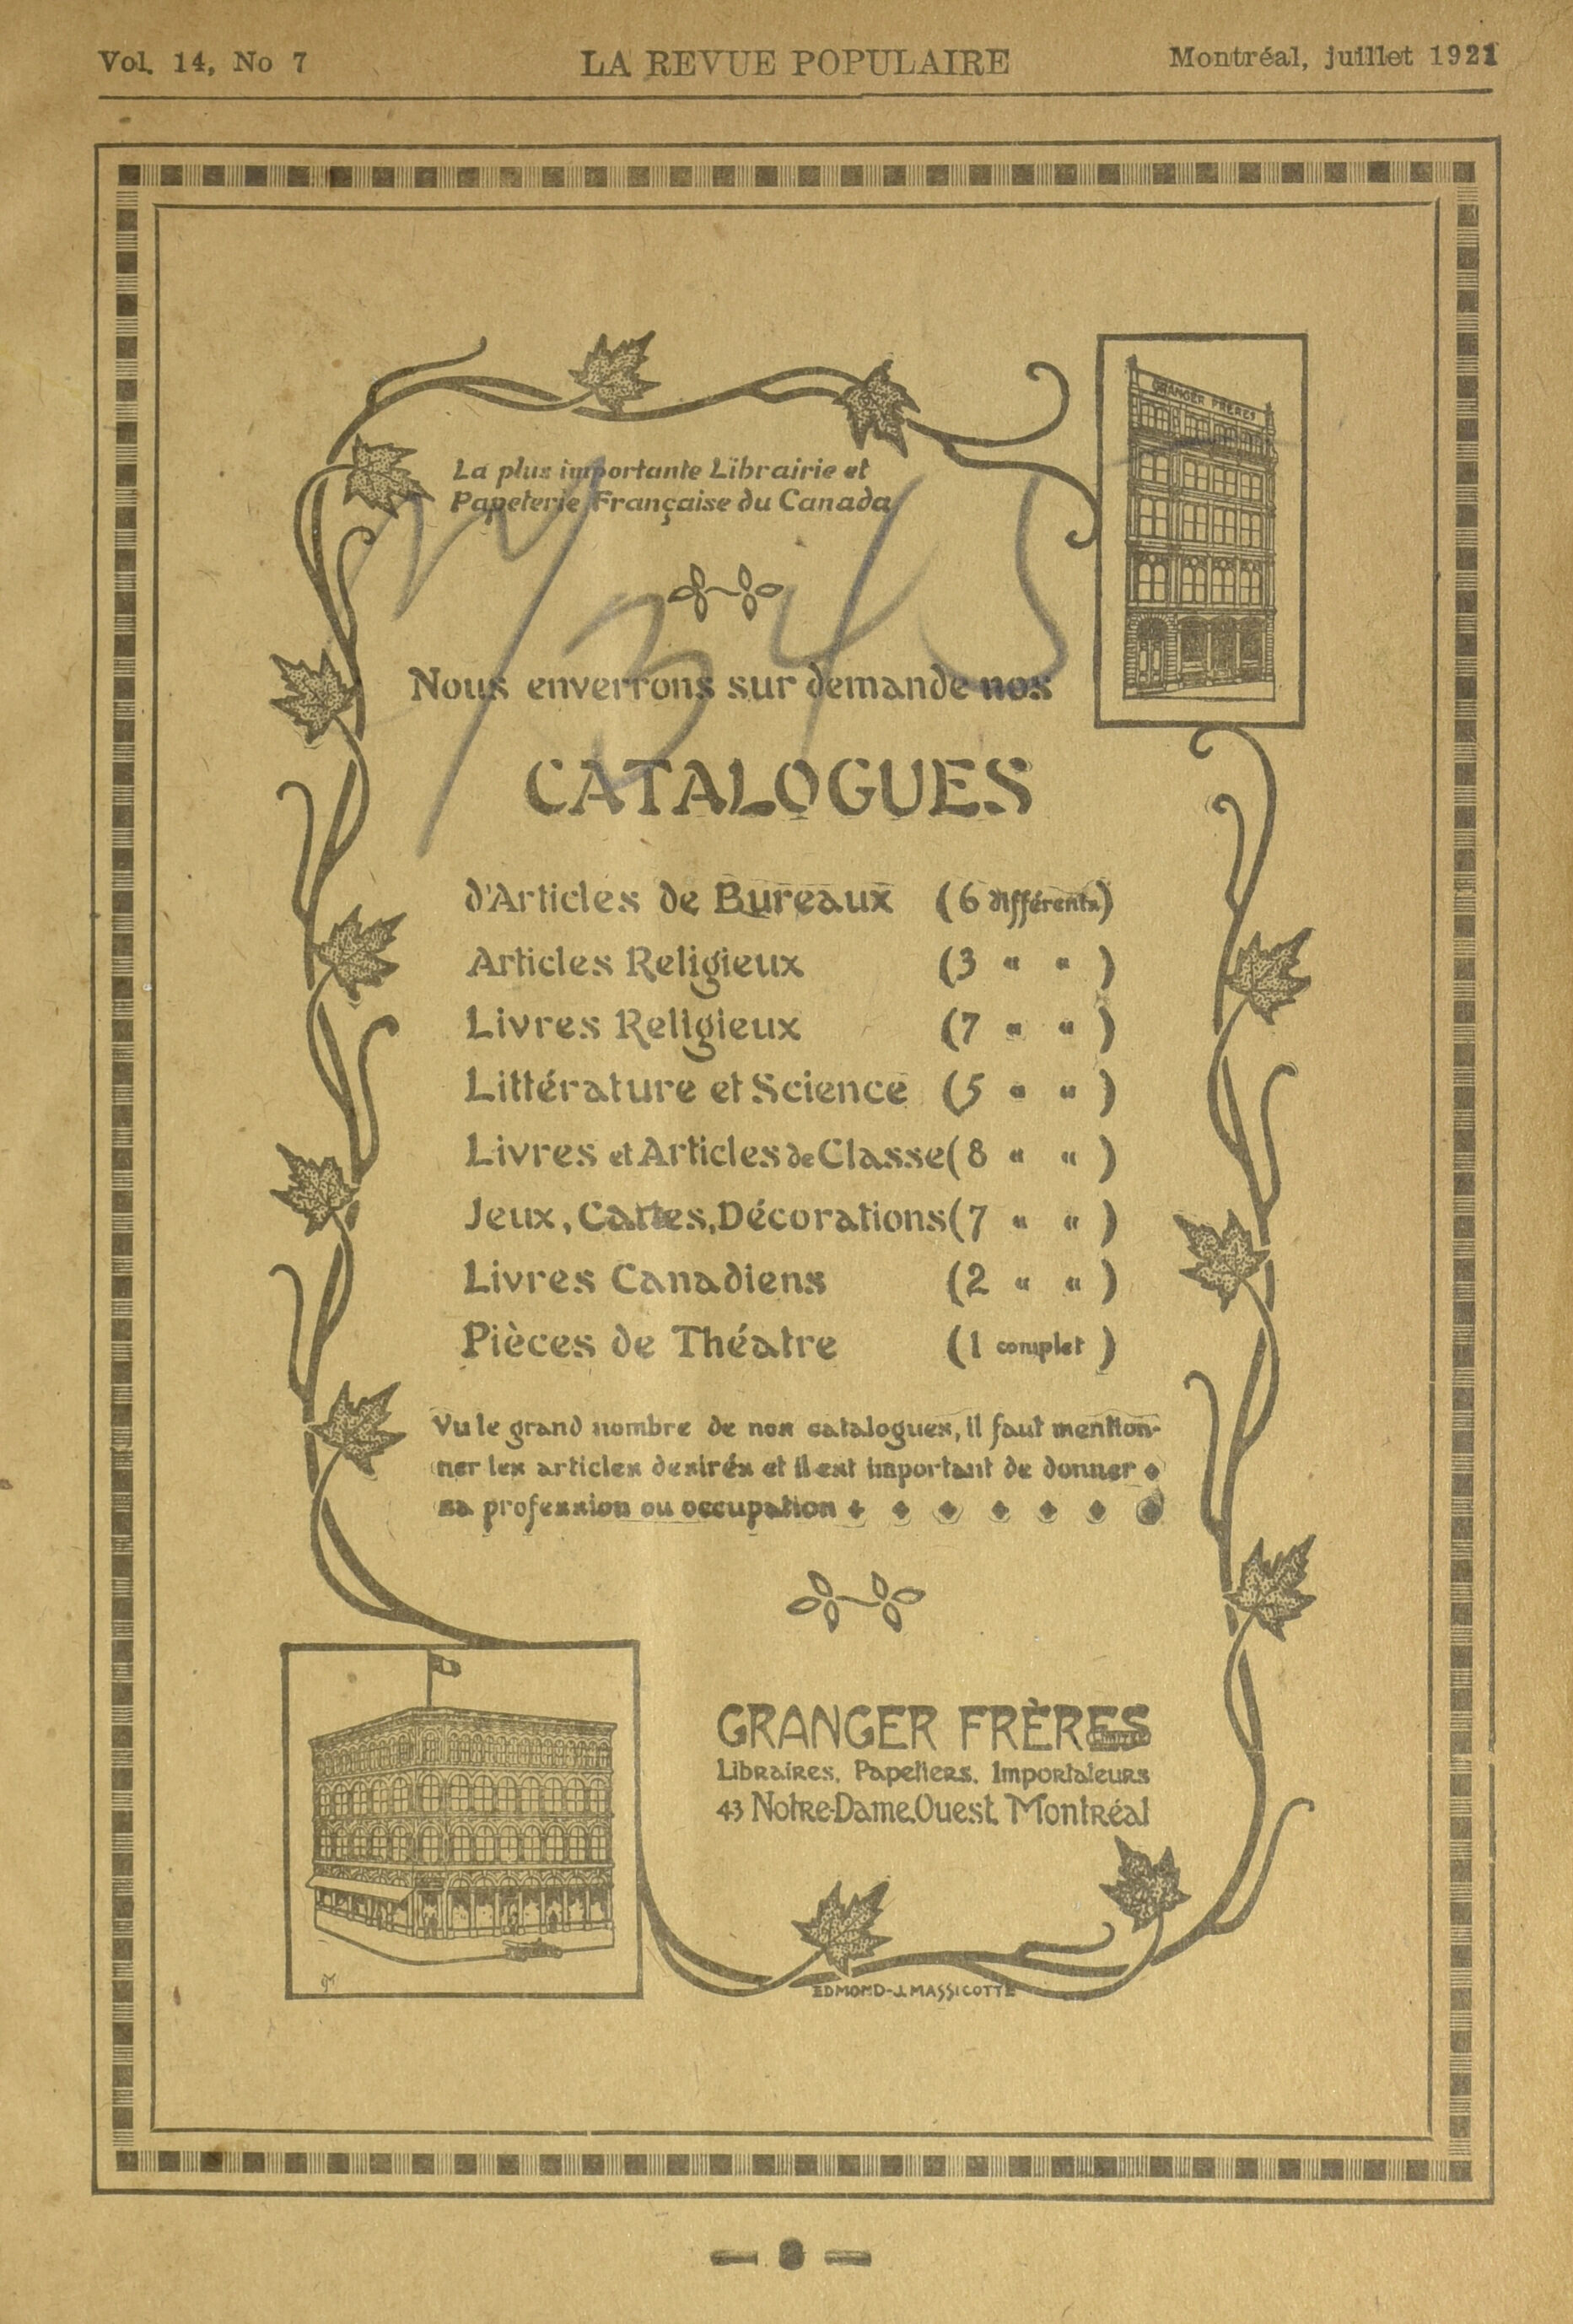 Vol. 14, No 7
LA REVUE POPULAIRE
Montréal, juillet 1921
GRANGER FRERES
La plus importante Librairie et
Papeterie Française du Canada
Nous enverrons sur demande nos
CATALOGUES
d'Articles de Bureaux (6 différents)
Articles Religieux (3 " " )
Livres Religieux (7 " " )
Littérature et Science (5 " " )
Livres et Articles de Classe (8 " " )
Jeux, Cartes, Décorations (7 " " )
Livres Canadiens (2 " " )
Pièces de Théatre (1 complet )
Vu le grand nombre de nos catalogues, il faut mention-
ner les articles desirés et il est important de donner
sa profession ou occupation
GRANGER FRÈRES
Libraires, Papetiers, Importateurs
43 Notre-Dame, Ouest, Montréal
EDMOND-J. MASSICOTTE